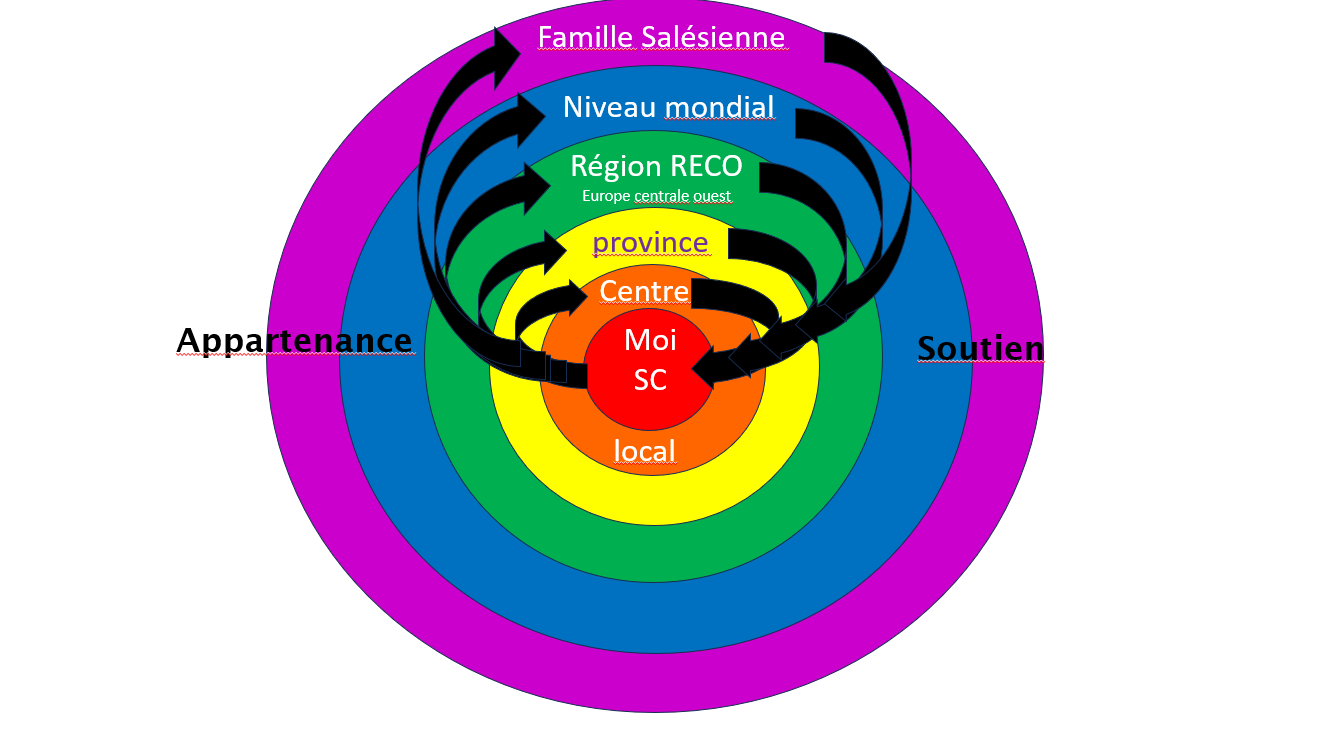 Famille Salésienne
Niveau mondial
Région RECO
Europe centrale ouest
province
Centre
Moi
SC
local
Appartenance
Soutien